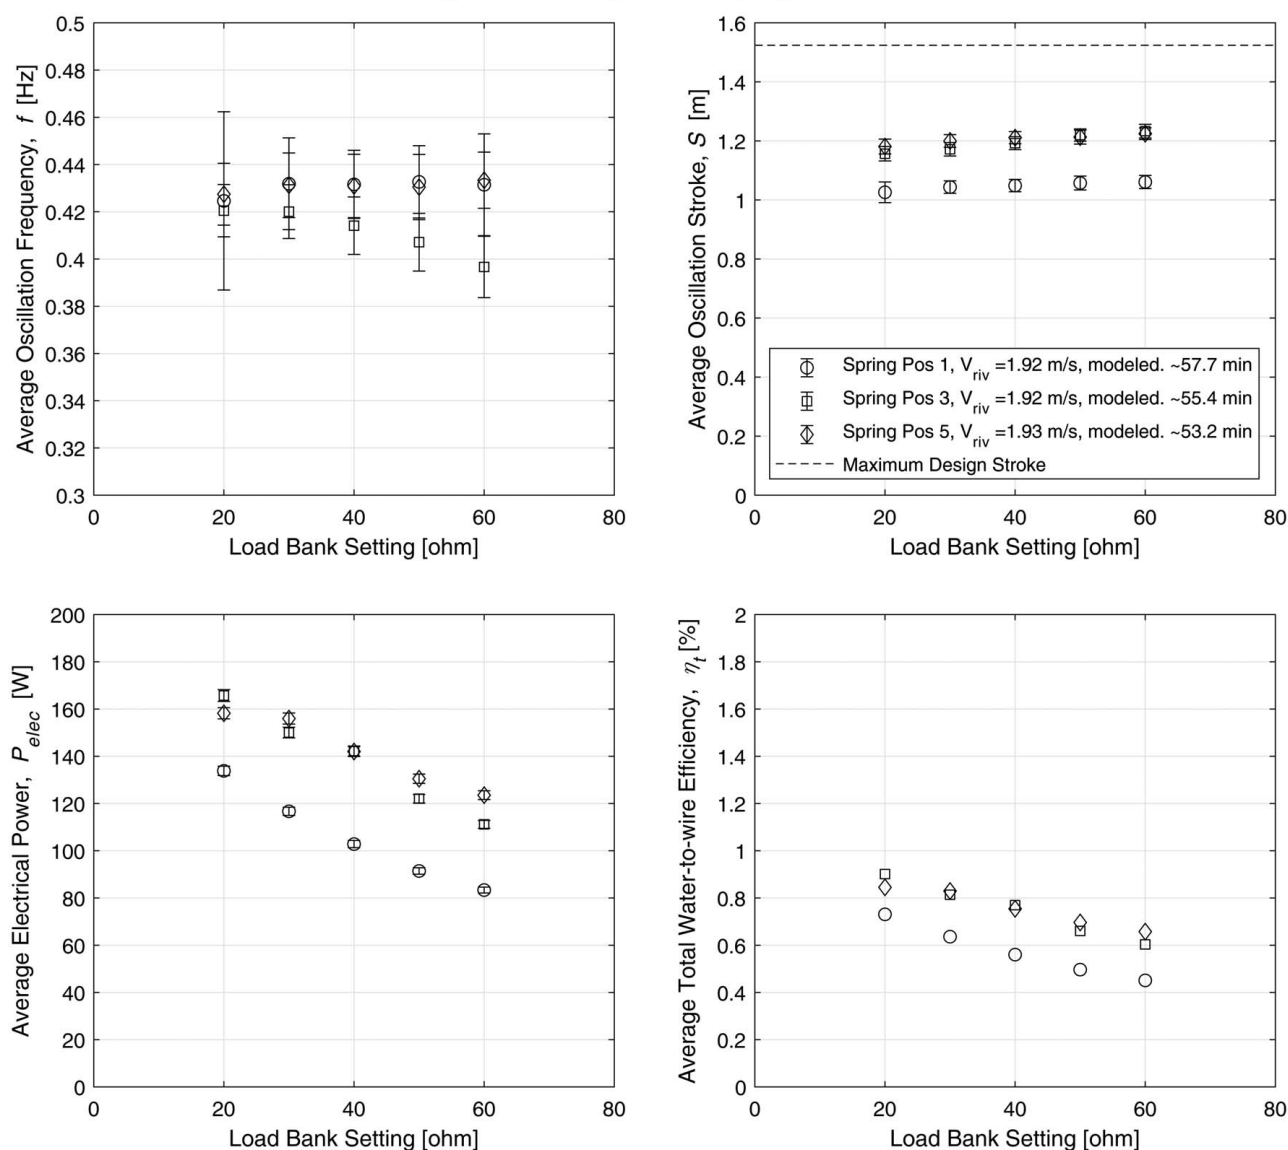 0.5
0.48
0.46
0.44
0.42
0.4
0.38
0.36
0.34
0.32
0.3
Average Oscillation Frequency, f [Hz]
0 20 40 60 80
Load Bank Setting [ohm]
1.6
1.4
1.2
1
0.8
0.6
0.4
0.2
0
Average Oscillation Stroke, S [m]
Spring Pos 1, V_riv =1.92 m/s, modeled. ~57.7 min
Spring Pos 3, V_riv =1.92 m/s, modeled. ~55.4 min
Spring Pos 5, V_riv =1.93 m/s, modeled. ~53.2 min
Maximum Design Stroke
0 20 40 60 80
Load Bank Setting [ohm]
200
180
160
140
120
100
80
60
40
20
0
Average Electrical Power, P_elec [W]
0 20 40 60 80
Load Bank Setting [ohm]
2
1.8
1.6
1.4
1.2
1
0.8
0.6
0.4
0.2
0
Average Total Water-to-wire Efficiency, η_t [%]
0 20 40 60 80
Load Bank Setting [ohm]